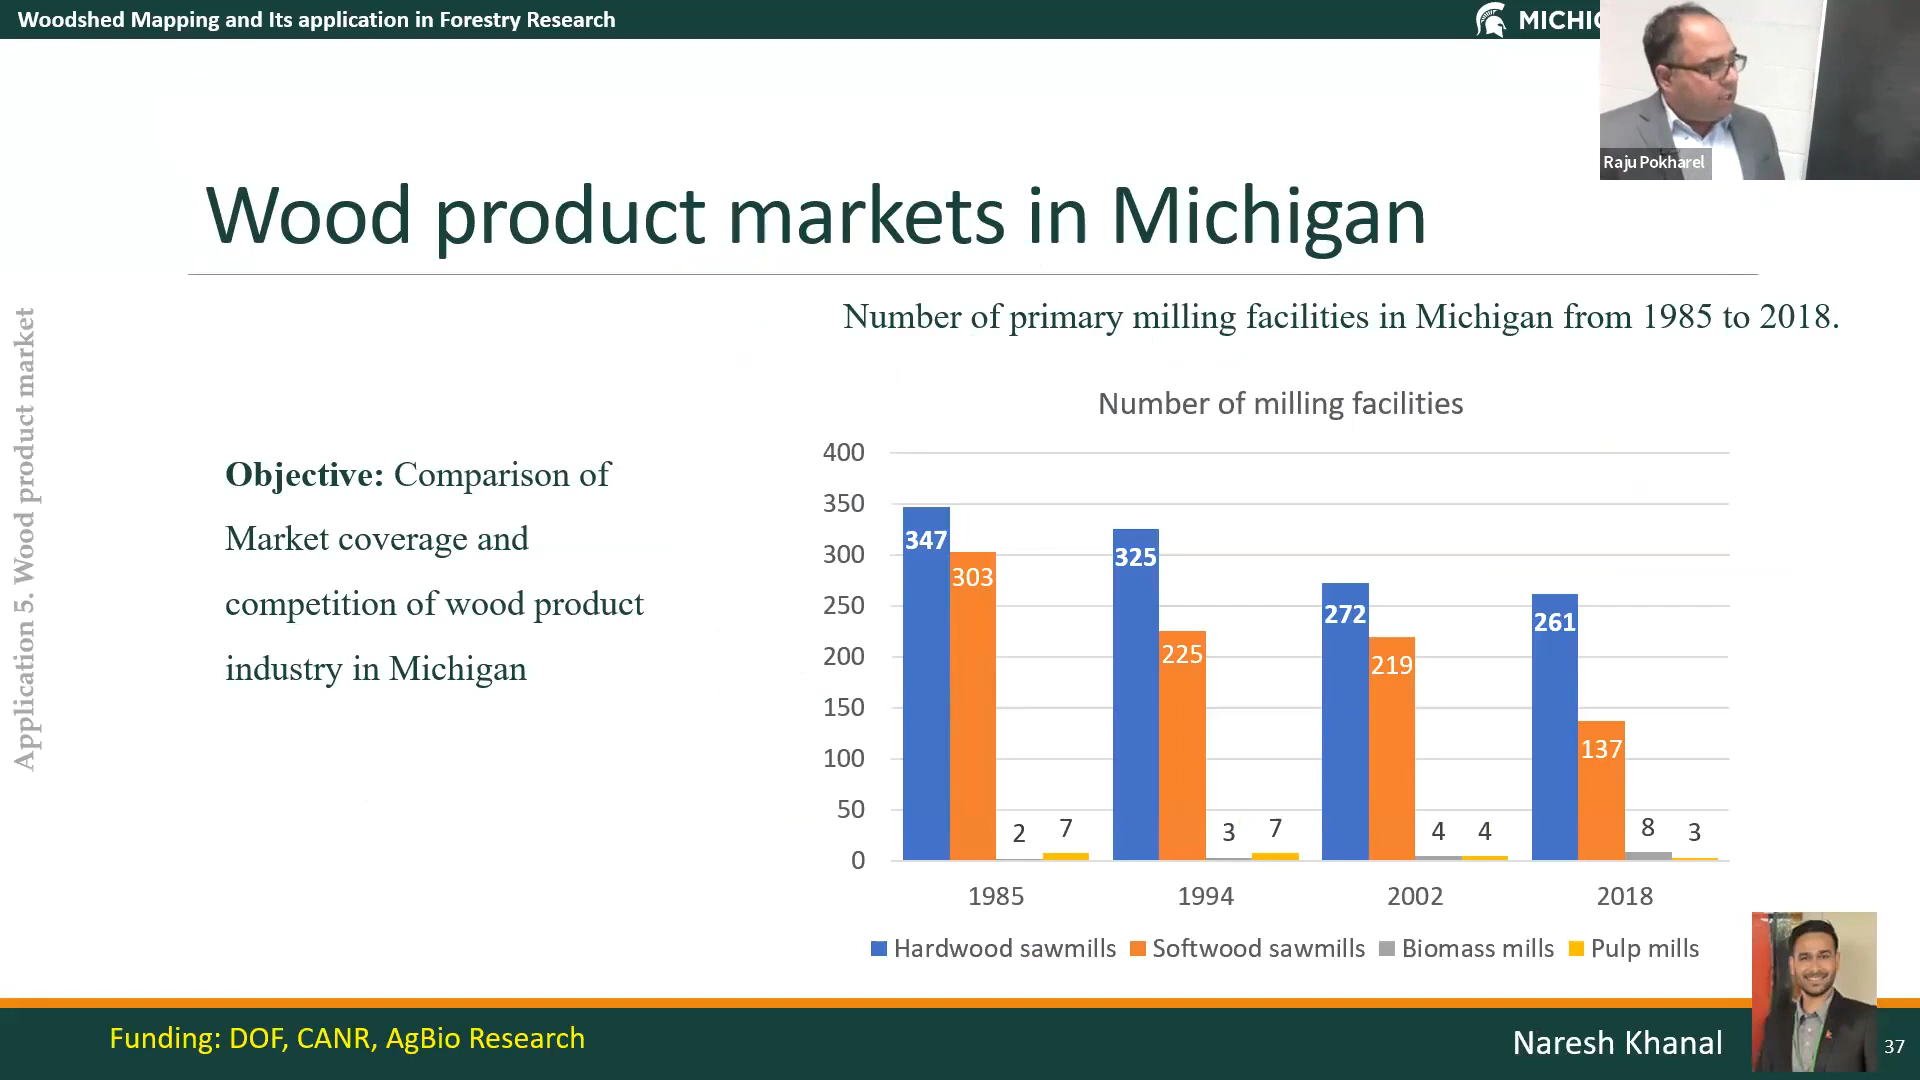 Woodshed Mapping and Its application in Forestry Research
Raju Pokharel
Wood product markets in Michigan
Application 5. Wood product market
Number of primary milling facilities in Michigan from 1985 to 2018.
Objective: Comparison of
Market coverage and
competition of wood product
industry in Michigan
Number of milling facilities
400
350
300
250
200
150
100
50
0
347
303
2
7
325
225
3
7
272
219
4
4
261
137
8
3
1985
1994
2002
2018
Hardwood sawmills
Softwood sawmills
Biomass mills
Pulp mills
Funding: DOF, CANR, AgBio Research
Naresh Khanal
37